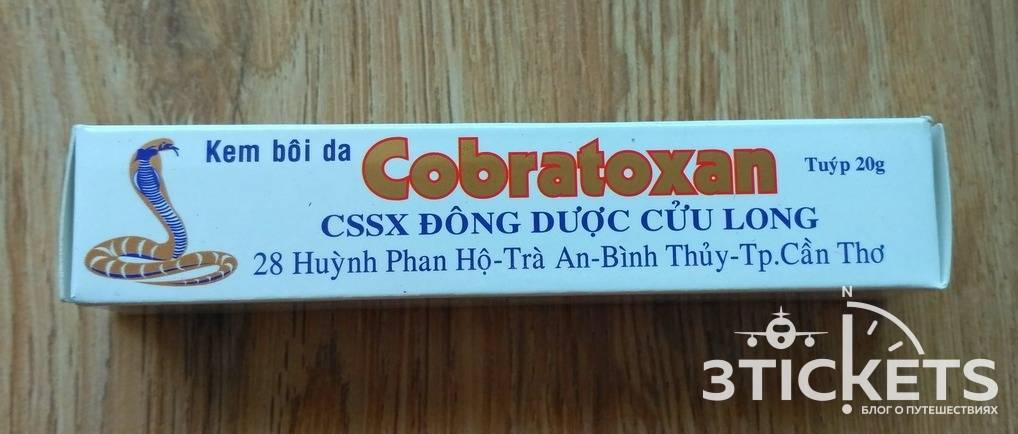 Kem bôi da Cobratoxan Tuýp 20g
CSSX ĐÔNG DƯỢC CỬU LONG
28 Huỳnh Phan Hộ-Trà An-Bình Thủy-Tp.Cần Thơ
N
3TICKETS
БЛОГ О ПУТЕШЕСТВИЯХ